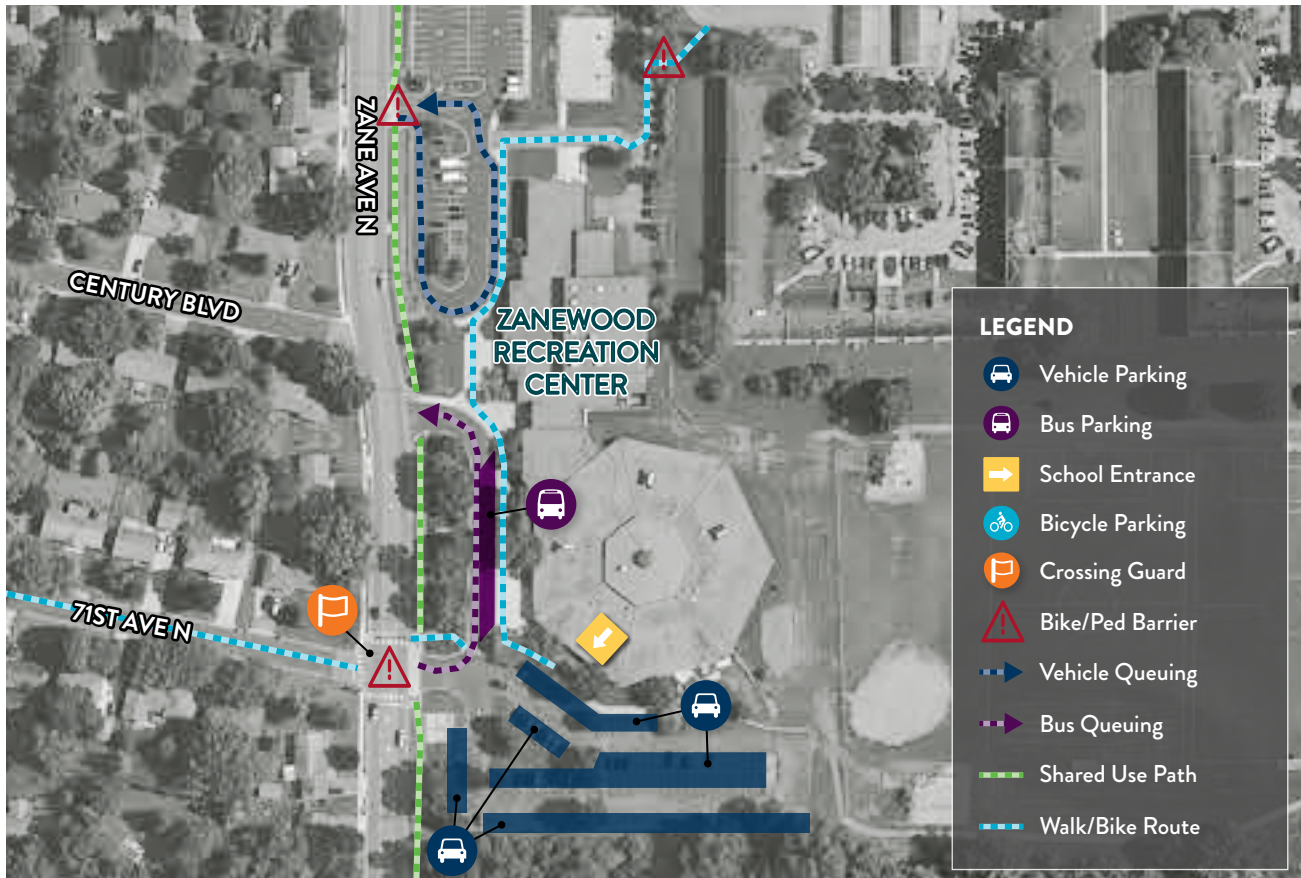 ZANE AVE N
CENTURY BLVD
ZANEWOOD
RECREATION
CENTER
71ST AVE N
LEGEND
Vehicle Parking
Bus Parking
School Entrance
Bicycle Parking
Crossing Guard
Bike/Ped Barrier
Vehicle Queuing
Bus Queuing
Shared Use Path
Walk/Bike Route